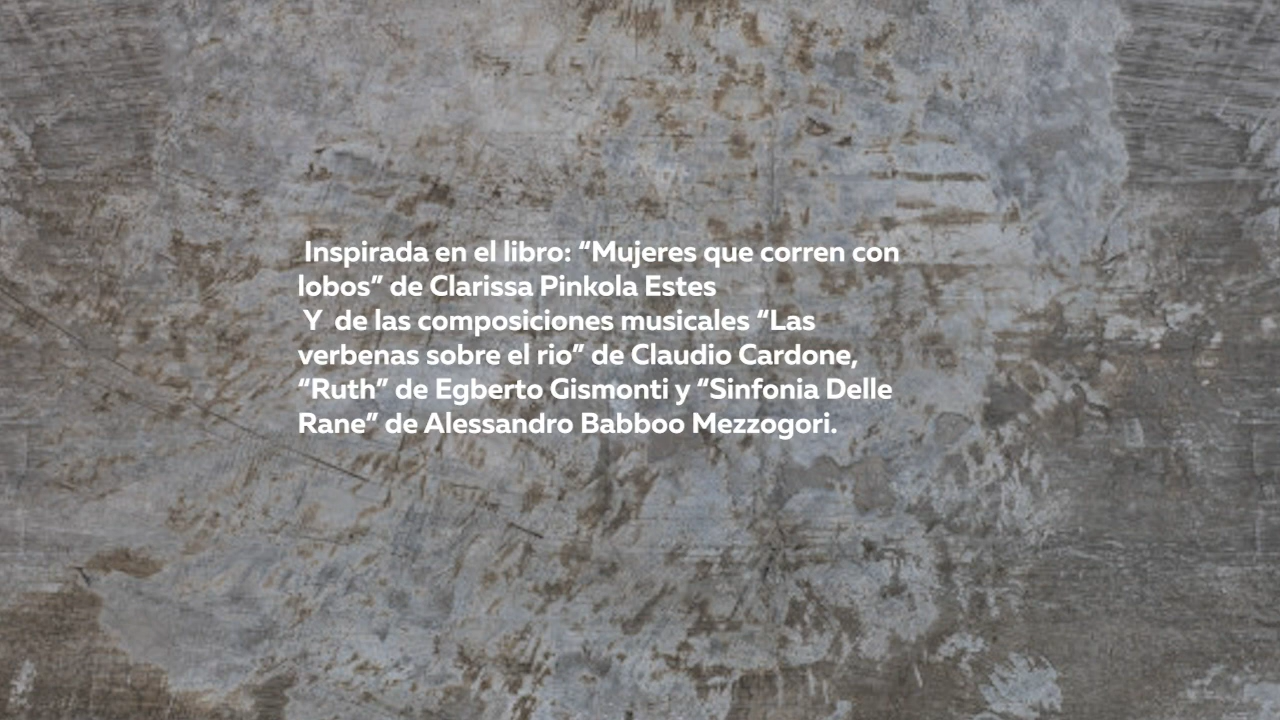 Inspirada en el libro: “Mujeres que corren con
lobos” de Clarissa Pinkola Estes
Y de las composiciones musicales “Las
verbenas sobre el rio” de Claudio Cardone,
“Ruth” de Egberto Gismonti y “Sinfonia Delle
Rane” de Alessandro Babboo Mezzogori.